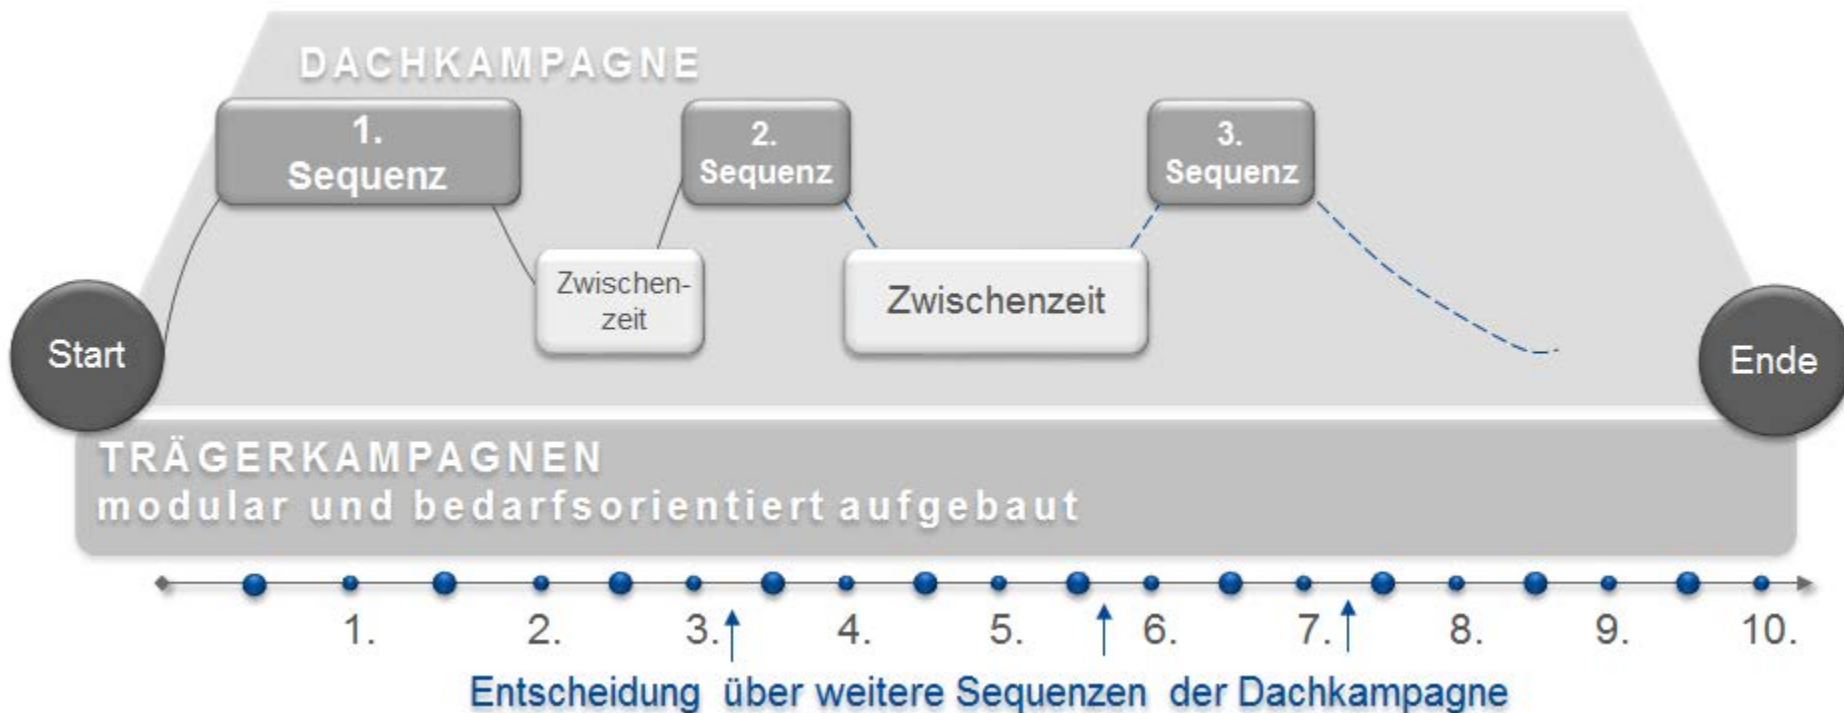 DACHKAMPAGNE
1.
Sequenz
2.
Sequenz
3.
Sequenz
Zwischen-
zeit
Zwischenzeit
Start
Ende
TRÄGERKAMPAGNEN
modular und bedarfsorientiert aufgebaut
1. 2. 3. 4. 5. 6. 7. 8. 9. 10.
Entscheidung über weitere Sequenzen der Dachkampagne